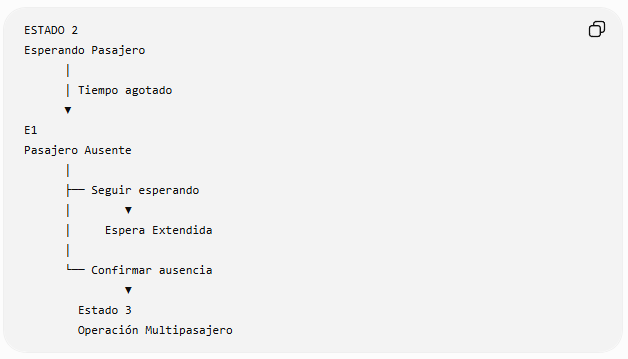 ESTADO 2
Esperando Pasajero
│
│ Tiempo agotado
▼
E1
Pasajero Ausente
│
├── Seguir esperando
│ ▼
│ Espera Extendida
│
└── Confirmar ausencia
▼
Estado 3
Operación Multipasajero